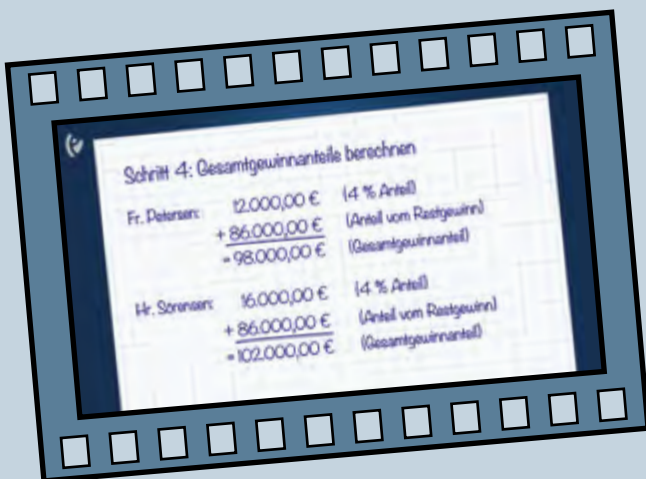 Schritt 4: Gesamtgewinnanteile berechnen
Fr. Petersen: 12.000,00 € (4 % Anteil)
+ 86.000,00 € (Anteil vom Restgewinn)
= 98.000,00 € (Gesamtgewinnanteil)
Hr. Sörensen: 16.000,00 € (4 % Anteil)
+ 86.000,00 € (Anteil vom Restgewinn)
= 102.000,00 € (Gesamtgewinnanteil)